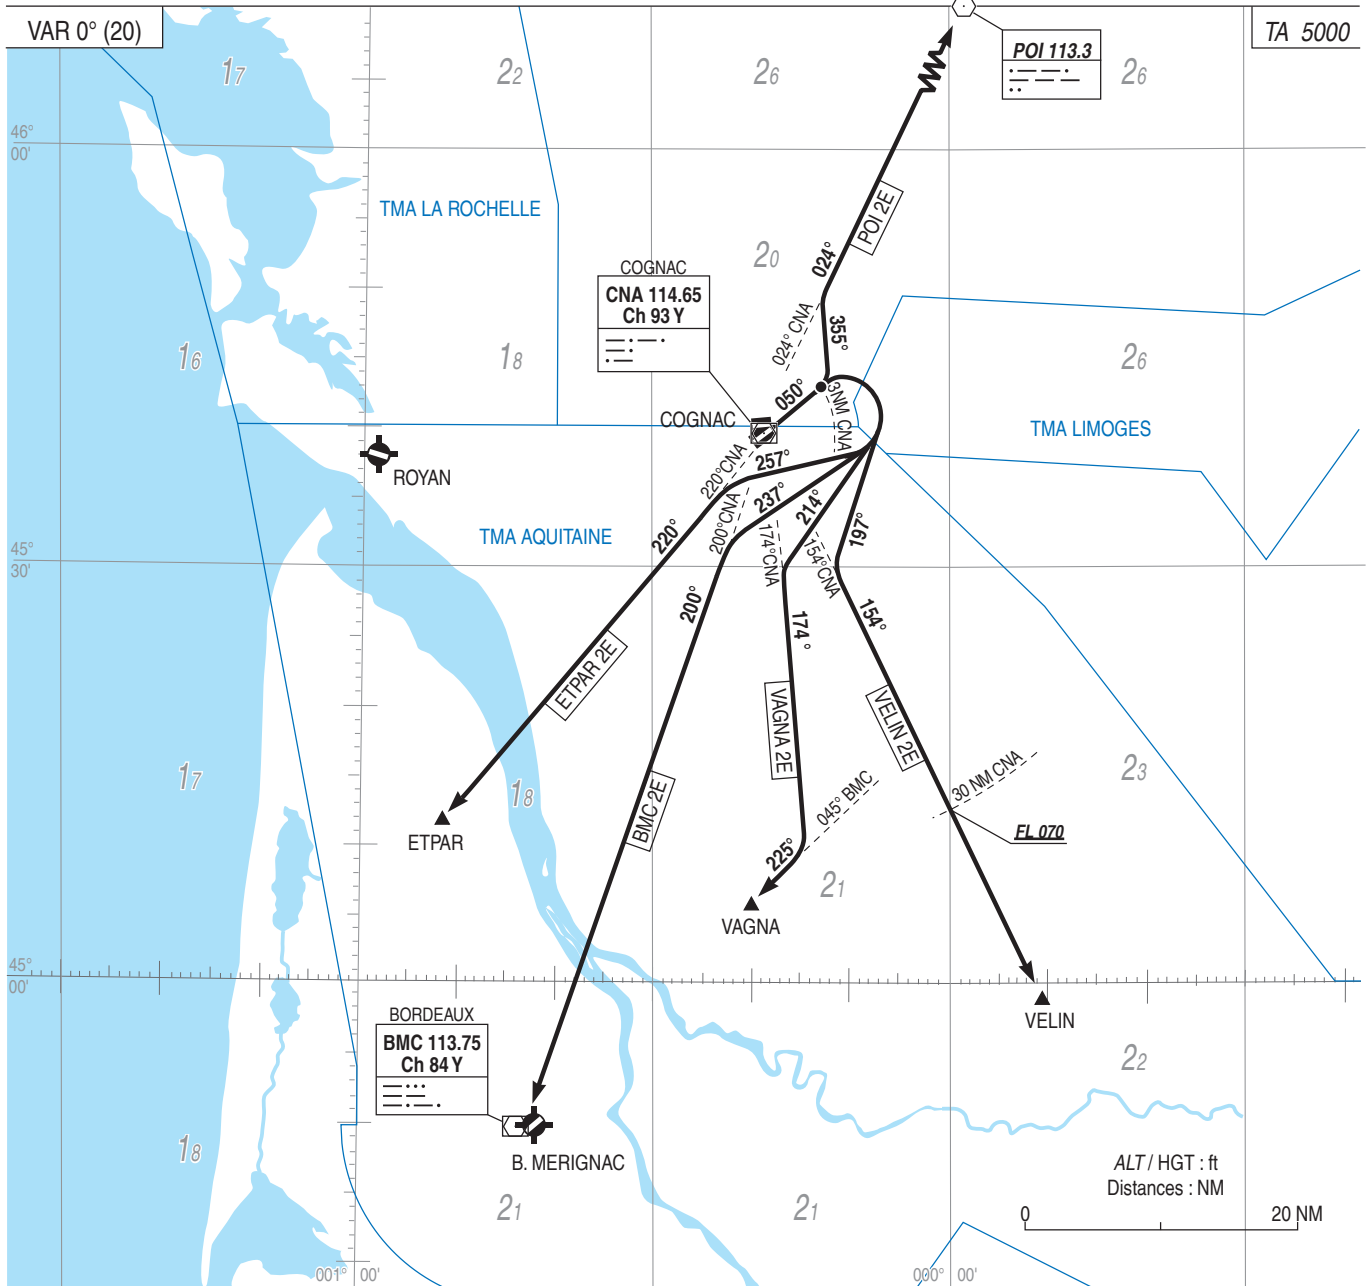 VAR 0° (20)
TA 5000
POI 113.3
17
22
26
26
46°
00'
TMA LA ROCHELLE
POI 2E
20
024°
COGNAC
CNA 114.65
Ch 93 Y
024° CNA
355°
16
18
26
050°
3NM CNA
COGNAC
TMA LIMOGES
ROYAN
220°CNA
257°
237°
214°
197°
200°CNA
174°CNA
154°CNA
TMA AQUITAINE
220°
45°
30'
200°
174°
154°
ETPAR 2E
VAGNA 2E
VELIN 2E
BMC 2E
17
18
23
045° BMC
30 NM CNA
FL 070
ETPAR
225°
21
VAGNA
45°
00'
VELIN
BORDEAUX
BMC 113.75
Ch 84 Y
22
B. MERIGNAC
18
21
21
ALT / HGT : ft
Distances : NM
0
20 NM
001° 00'
000° 00'